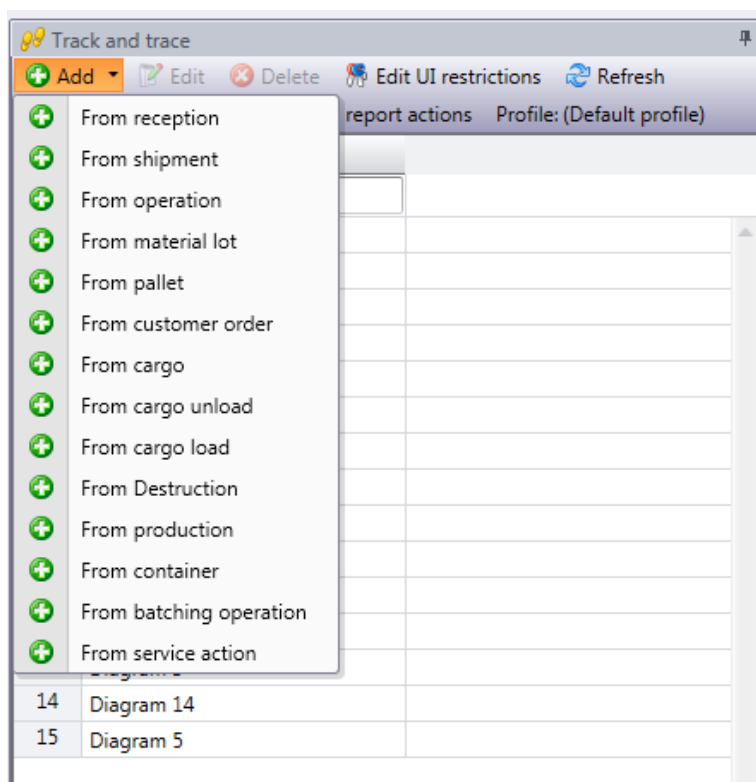 Track and trace
Add Edit Delete Edit UI restrictions Refresh
report actions Profile: (Default profile)
From reception
From shipment
From operation
From material lot
From pallet
From customer order
From cargo
From cargo unload
From cargo load
From Destruction
From production
From container
From batching operation
From service action
14 Diagram 14
15 Diagram 5